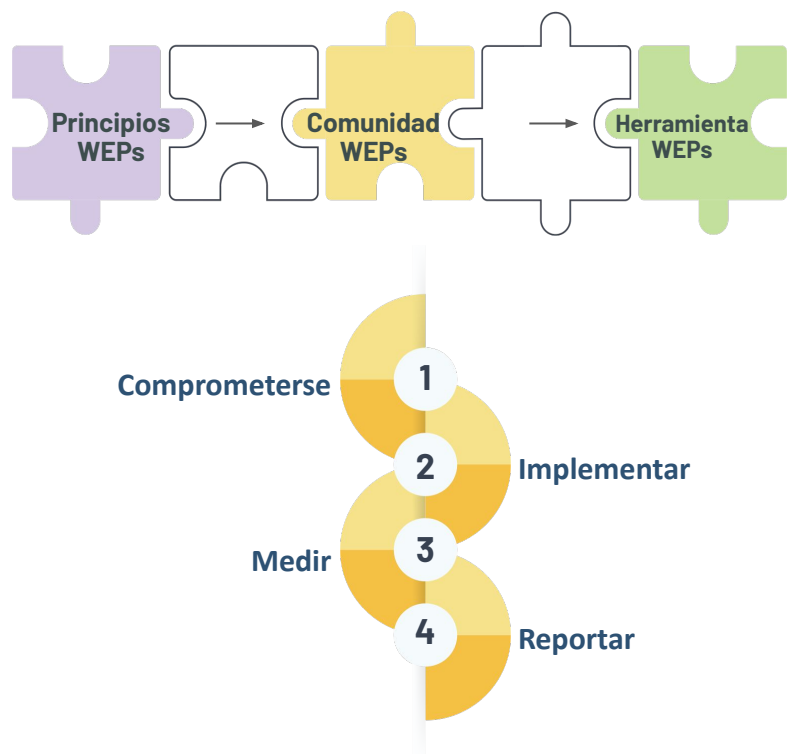 Principios
WEPs
Comunidad
WEPs
Herramienta
WEPs
1
Comprometerse
2
Implementar
3
Medir
4
Reportar